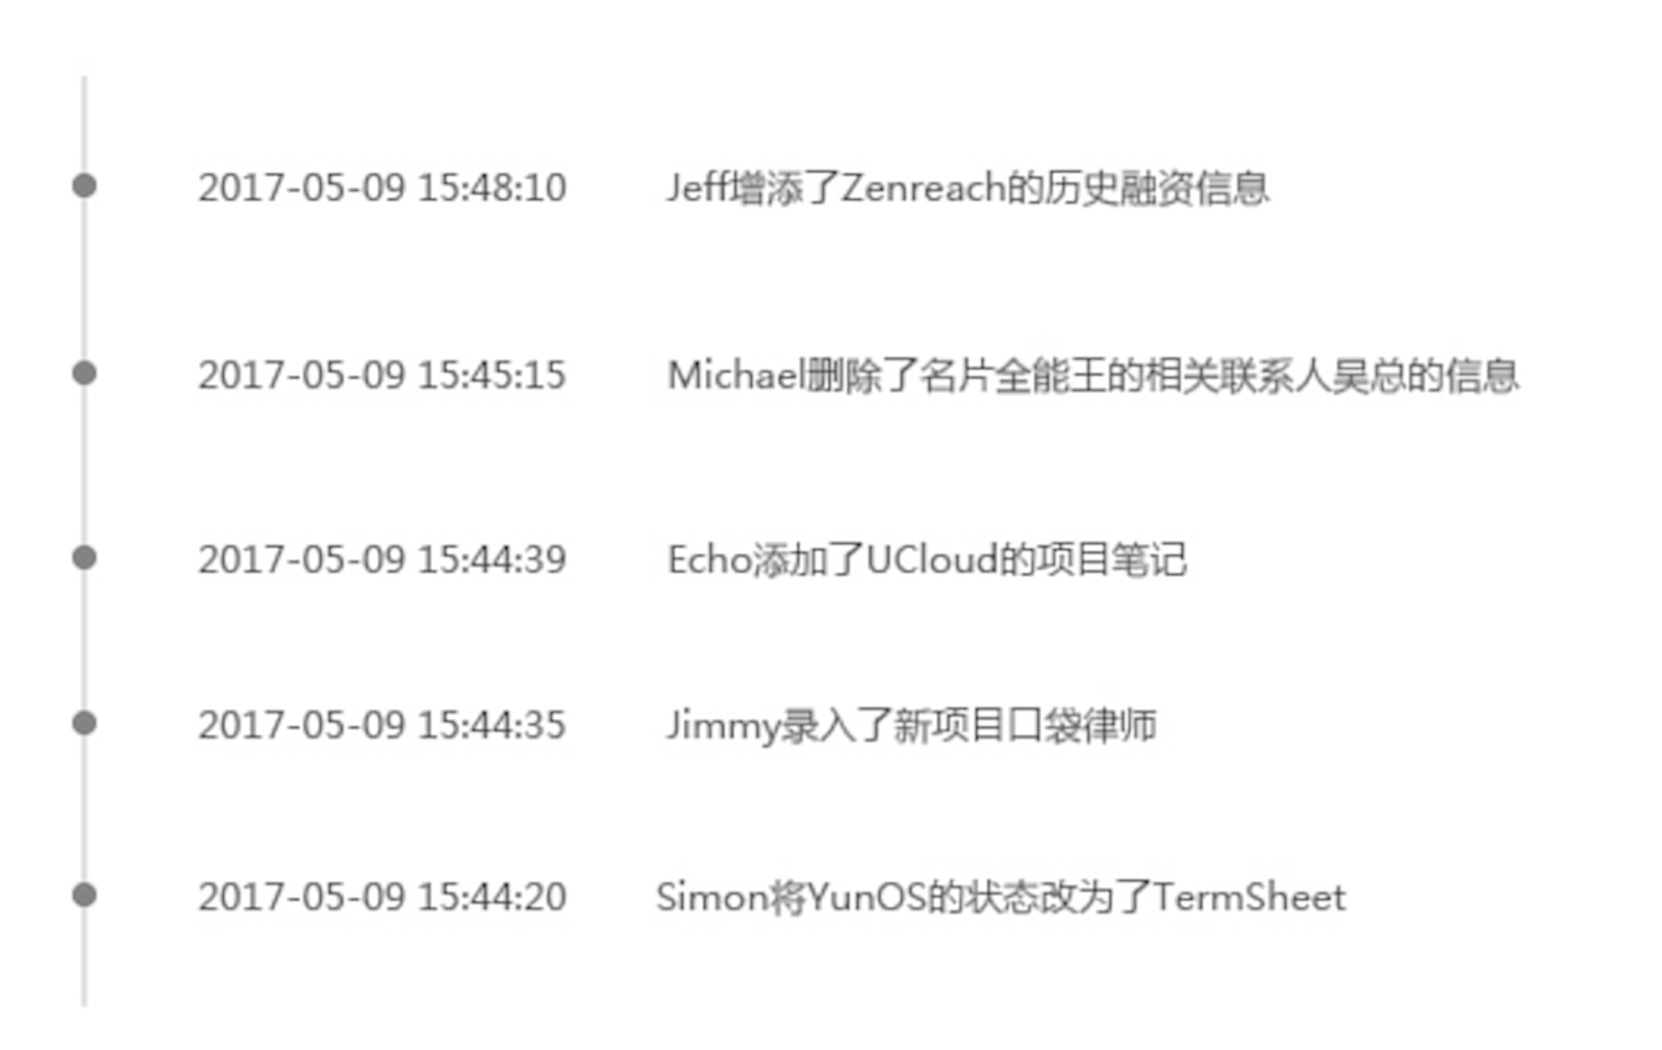 2017-05-09 15:48:10 Jeff增添了Zenreach的历史融资信息
2017-05-09 15:45:15 Michael删除了名片全能王的相关联系人吴总的信息
2017-05-09 15:44:39 Echo添加了UCloud的项目笔记
2017-05-09 15:44:35 Jimmy录入了新项目口袋律师
2017-05-09 15:44:20 Simon将YunOS的状态改为了TermSheet